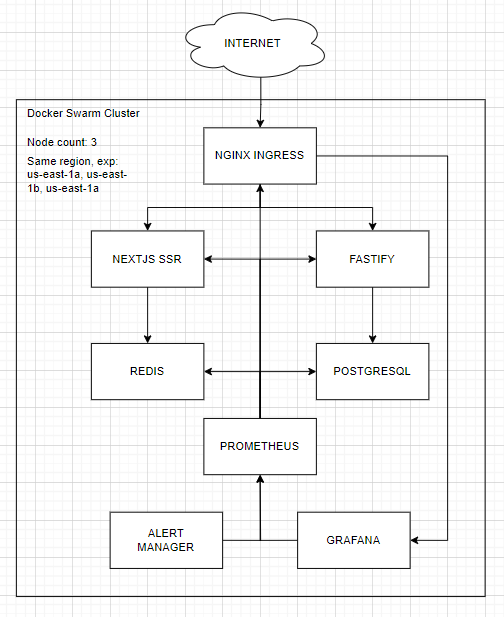 INTERNET
Docker Swarm Cluster
Node count: 3
Same region, exp:
us-east-1a, us-east-
1b, us-east-1a
NGINX INGRESS
NEXTJS SSR
FASTIFY
REDIS
POSTGRESQL
PROMETHEUS
ALERT
MANAGER
GRAFANA